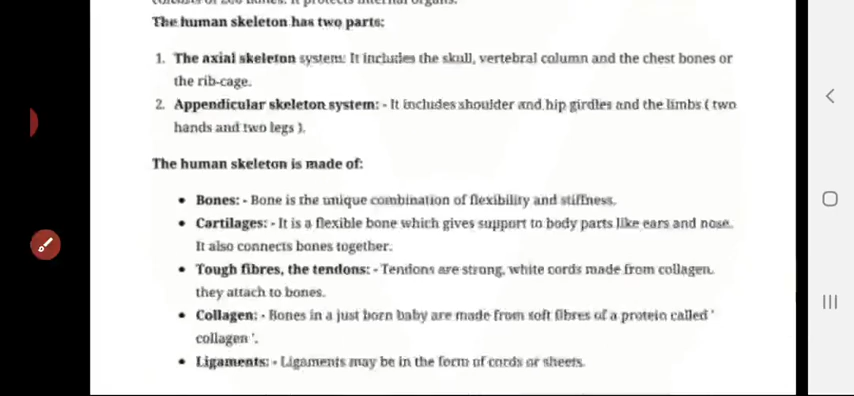 The human skeleton has two parts:
1. The axial skeleton system: It includes the skull, vertebral column and the chest bones or
the rib-cage.
2. Appendicular skeleton system: - It includes shoulder and hip girdles and the limbs ( two
hands and two legs ).
The human skeleton is made of:
• Bones: - Bone is the unique combination of flexibility and stiffness.
• Cartilages: - It is a flexible bone which gives support to body parts like ears and nose.
It also connects bones together.
• Tough fibres, the tendons: - Tendons are strong, white cords made from collagen.
they attach to bones.
• Collagen: - Bones in a just born baby are made from soft fibres of a protein called '
collagen '.
• Ligaments: - Ligaments may be in the form of cords or sheets.